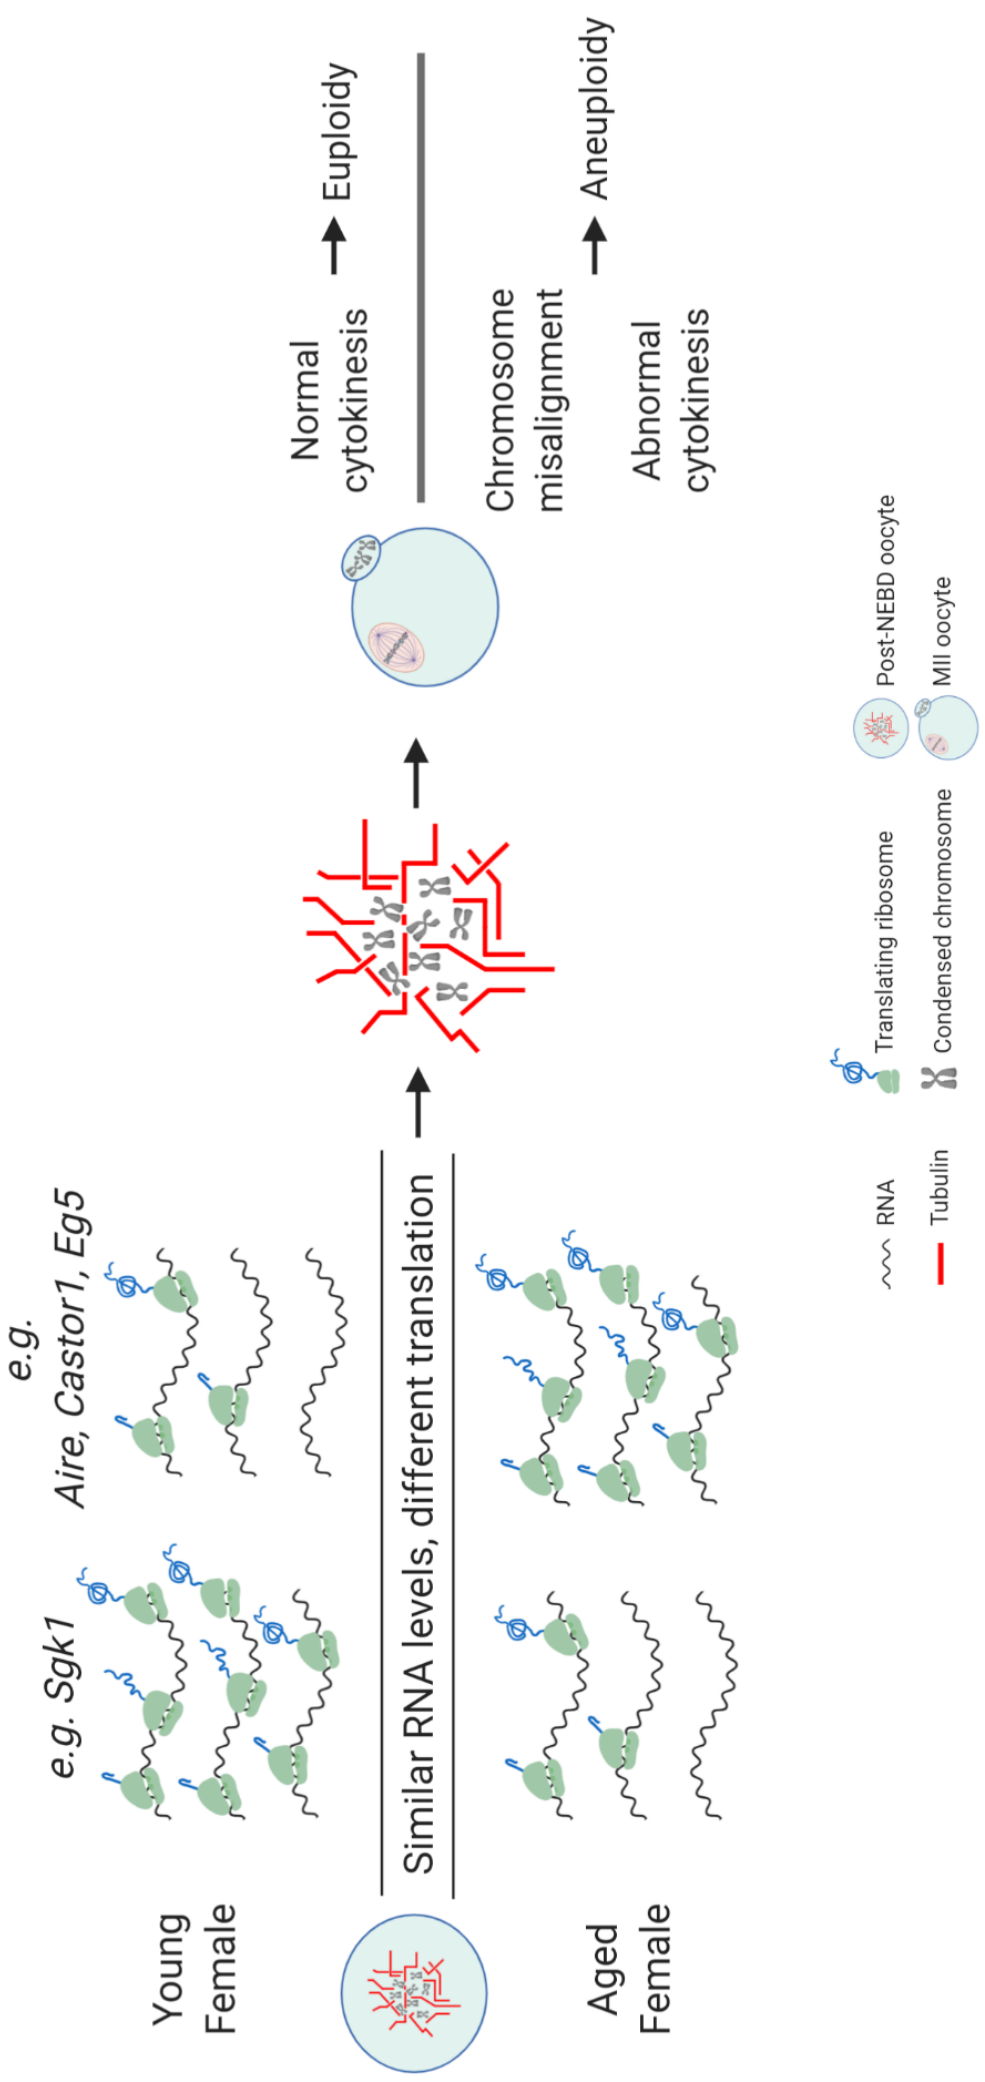 Young
Female
e.g. Sgk1
e.g.
Aire, Castor1, Eg5
Similar RNA levels, different translation
Aged
Female
Normal
cytokinesis
Euploidy
Chromosome
misalignment
Abnormal
cytokinesis
Aneuploidy
RNA
Translating ribosome
Post-NEBD oocyte
Tubulin
Condensed chromosome
MII oocyte